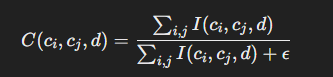 C(c_i, c_j, d) = \frac{\sum_{i,j} I(c_i, c_j, d)}{\sum_{i,j} I(c_i, c_j, d) + \epsilon}